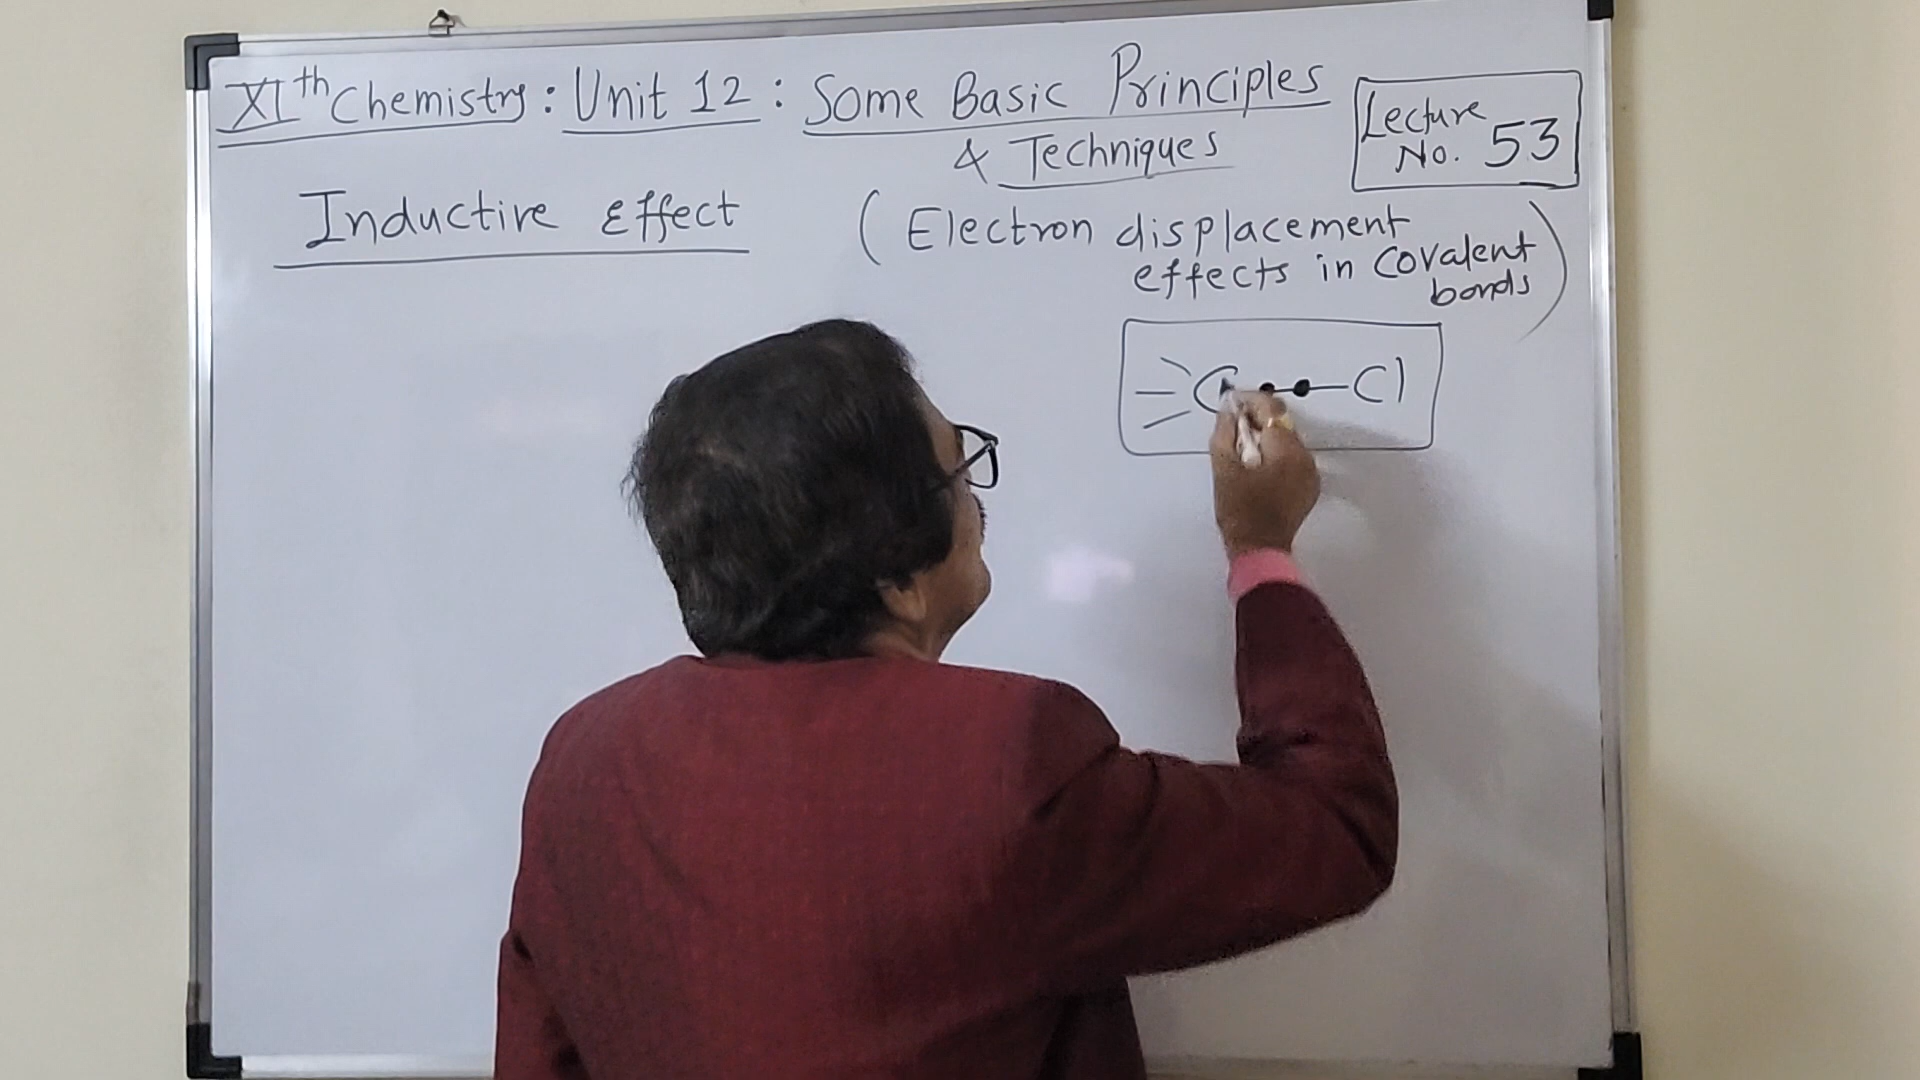 XIth Chemistry: Unit 12: Some Basic Principles
& Techniques
Lecture
No. 53
Inductive Effect
(Electron displacement
effects in Covalent
bonds)
C Cl